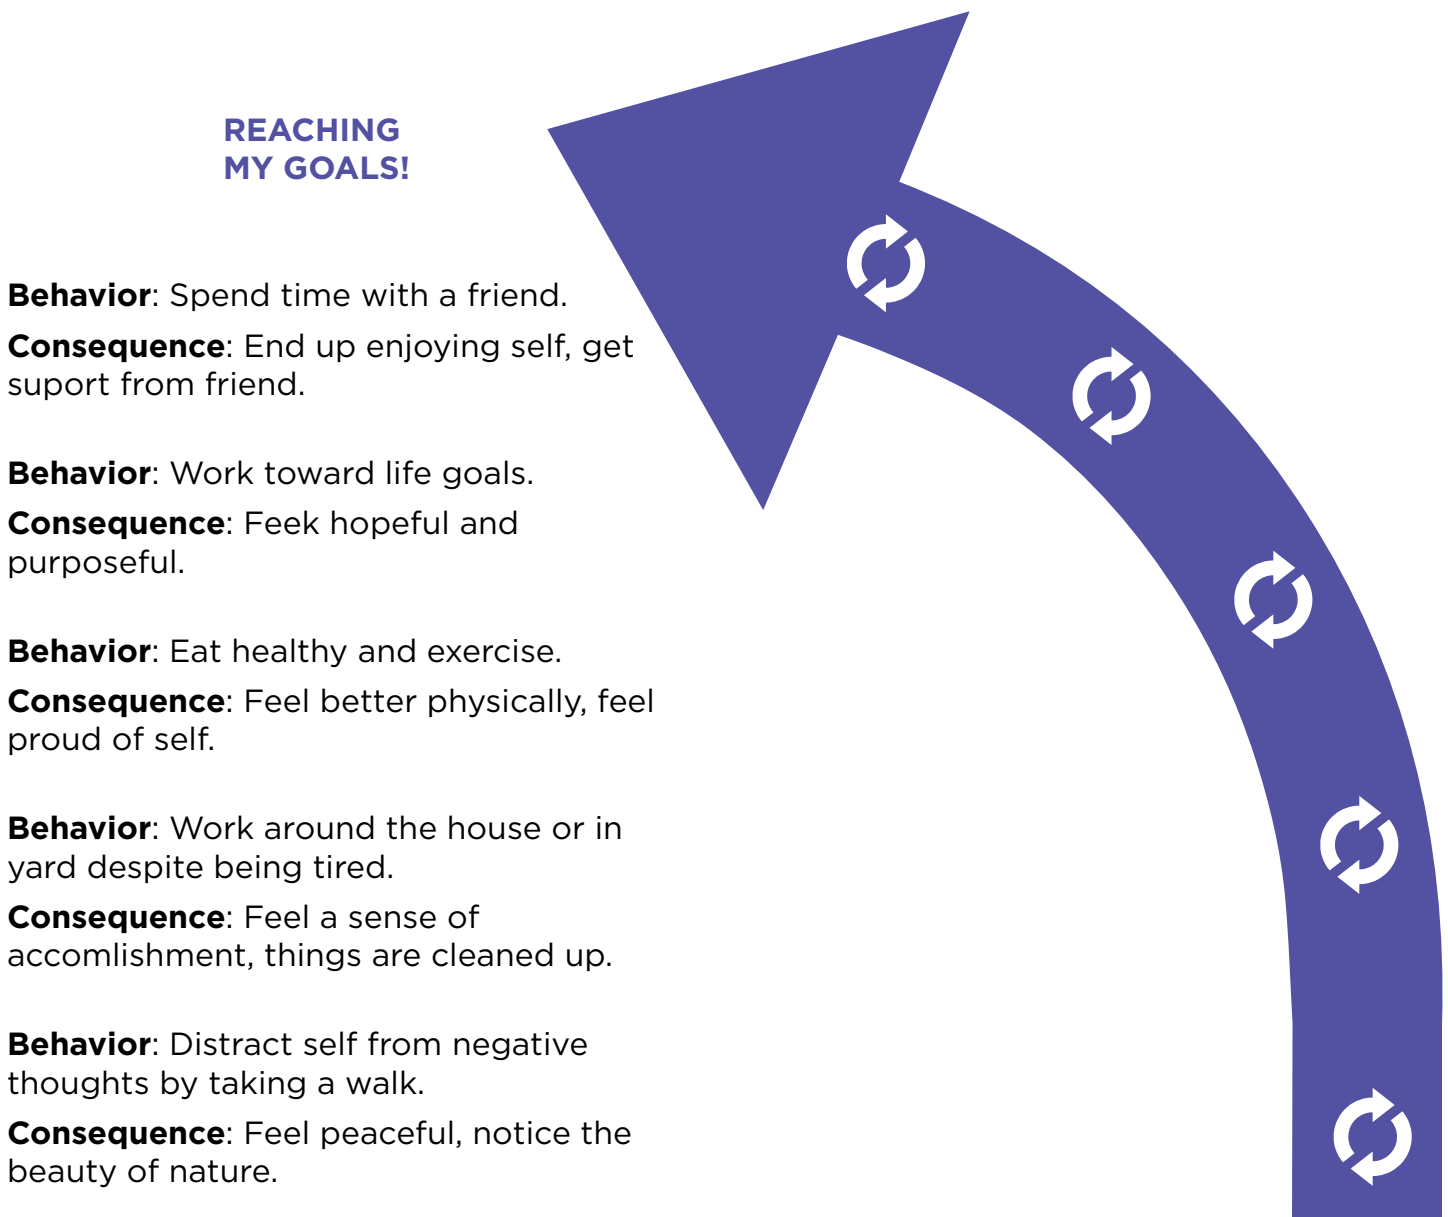 REACHING
MY GOALS!
Behavior: Spend time with a friend.
Consequence: End up enjoying self, get
suport from friend.
Behavior: Work toward life goals.
Consequence: Feek hopeful and
purposeful.
Behavior: Eat healthy and exercise.
Consequence: Feel better physically, feel
proud of self.
Behavior: Work around the house or in
yard despite being tired.
Consequence: Feel a sense of
accomlishment, things are cleaned up.
Behavior: Distract self from negative
thoughts by taking a walk.
Consequence: Feel peaceful, notice the
beauty of nature.